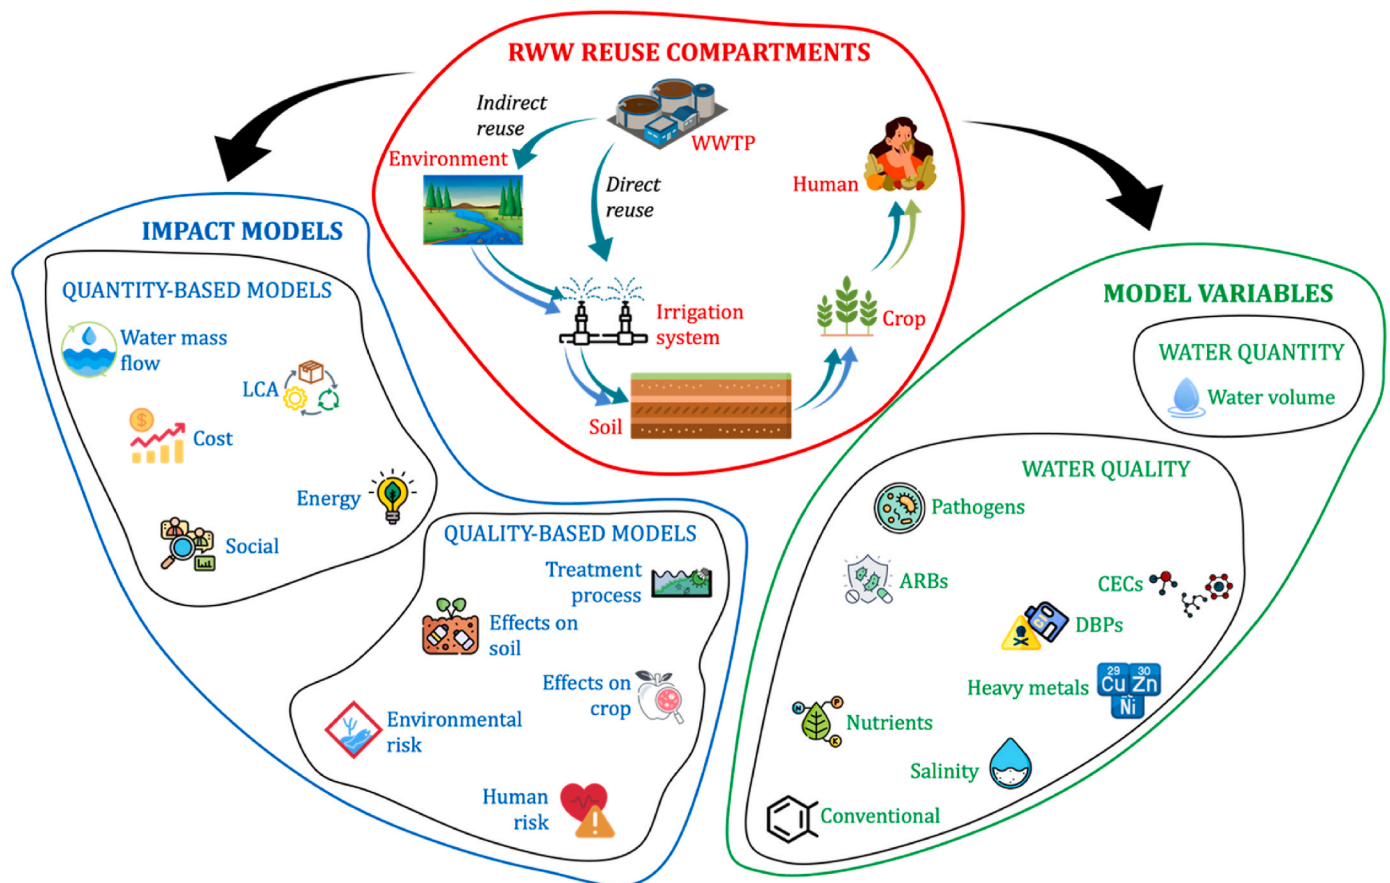 RWW REUSE COMPARTMENTS
Indirect
reuse
WWTP
Environment
Direct
reuse
Human
Irrigation
system
Crop
Soil
IMPACT MODELS
QUANTITY-BASED MODELS
Water mass
flow
LCA
$
Cost
Energy
Social
QUALITY-BASED MODELS
Treatment
process
Effects on
soil
Effects on
crop
Environmental
risk
Human
risk
MODEL VARIABLES
WATER QUANTITY
Water volume
WATER QUALITY
Pathogens
ARBs
CECs
DBPs
Heavy metals
29 30
Cu Zn
Ni
N P
K
Nutrients
Salinity
Conventional